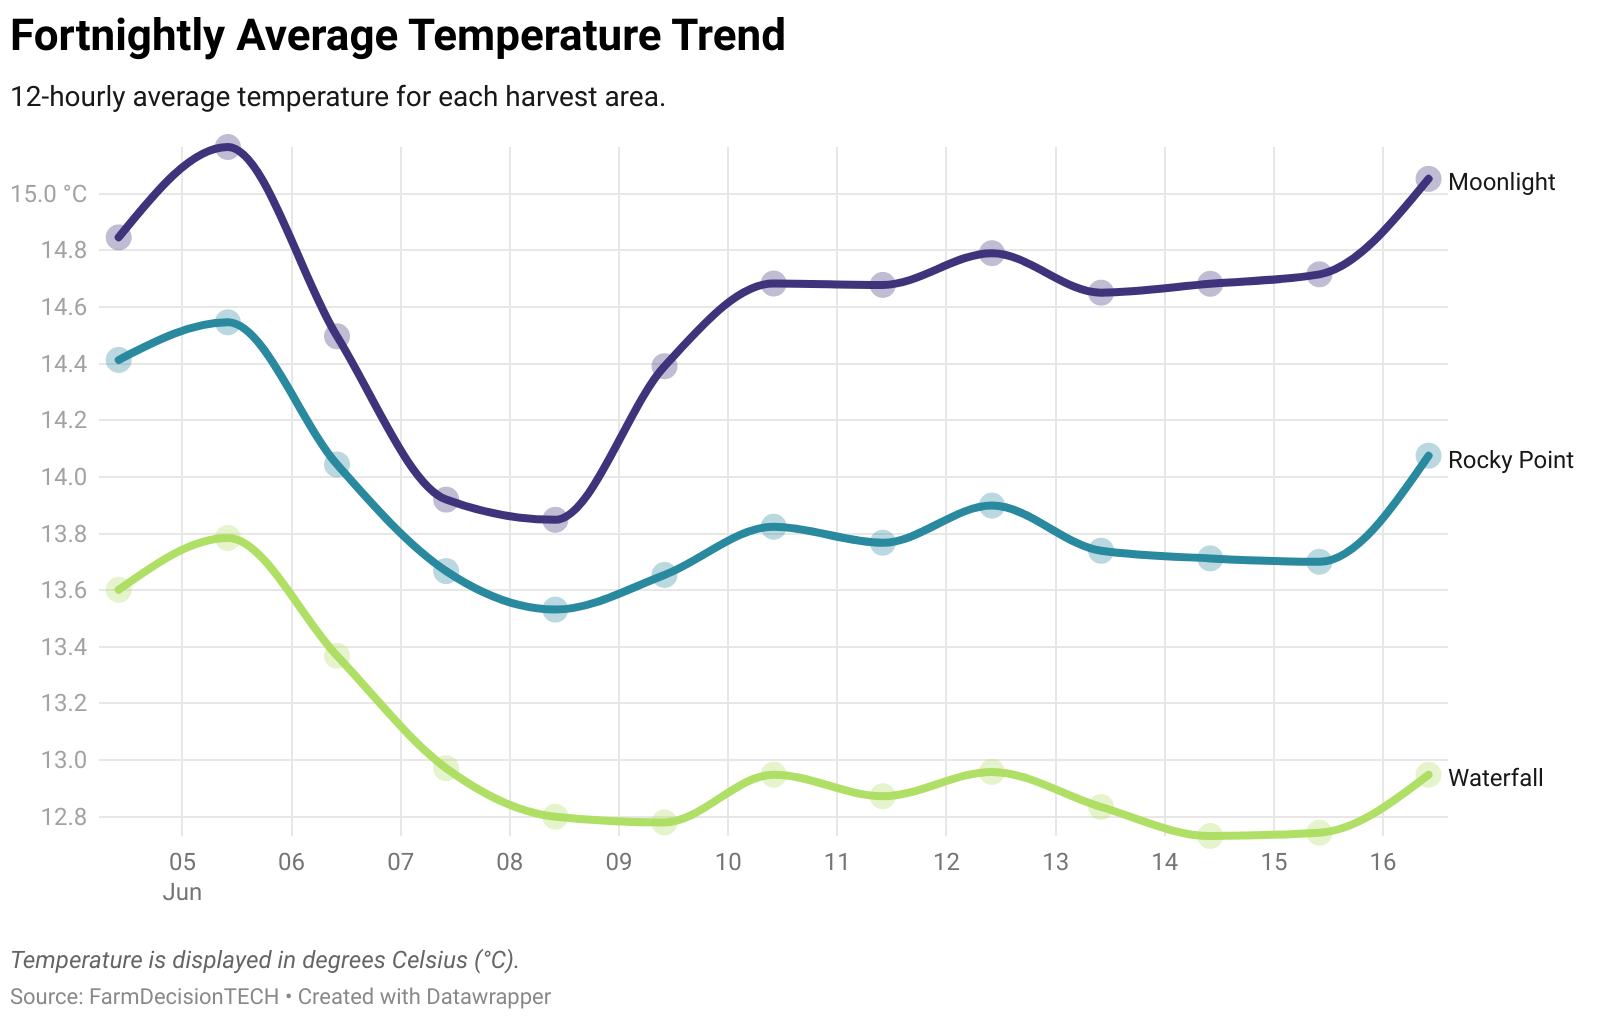 Fortnightly Average Temperature Trend
12-hourly average temperature for each harvest area.
15.0 °C
14.8
14.6
14.4
14.2
14.0
13.8
13.6
13.4
13.2
13.0
12.8
Moonlight
Rocky Point
Waterfall
05 06 07 08 09 10 11 12 13 14 15 16
Jun
Temperature is displayed in degrees Celsius (°C).
Source: FarmDecisionTECH • Created with Datawrapper